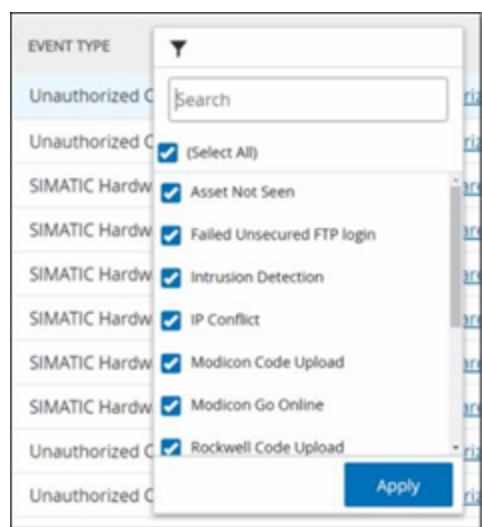 EVENT TYPE
Search
(Select All)
Unauthorized C
Unauthorized C
SIMATIC Hardw
SIMATIC Hardw
SIMATIC Hardw
SIMATIC Hardw
SIMATIC Hardw
SIMATIC Hardw
Unauthorized C
Unauthorized C
Asset Not Seen
Failed Unsecured FTP login
Intrusion Detection
IP Conflict
Modicon Code Upload
Modicon Go Online
Rockwell Code Upload
Apply